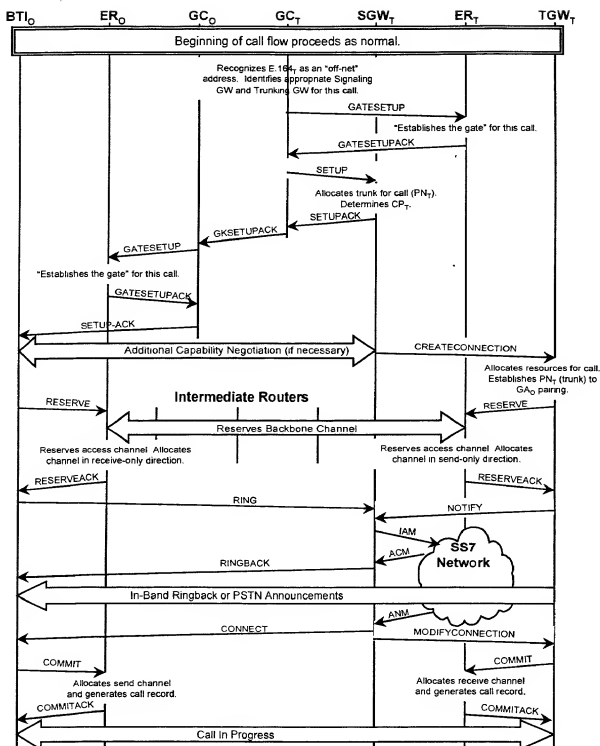 BTIO ERO GCO GCT SGWT ERT TGWT
Beginning of call flow proceeds as normal.
Recognizes E.164T as an "off-net"
address. Identifies appropriate Signaling
GW and Trunking GW for this call.
GATESETUP
"Establishes the gate" for this call.
GATESETUPACK
SETUP
Allocates trunk for call (PNT).
Determines CPT.
SETUPACK
GKSETUPACK
GATESETUP
"Establishes the gate" for this call.
GATESETUPACK
SETUP-ACK
Additional Capability Negotiation (if necessary)
CREATECONNECTION
Allocates resources for call.
Establishes PNT (trunk) to
GAO pairing.
RESERVE
Intermediate Routers
RESERVE
Reserves Backbone Channel
Reserves access channel Allocates
channel in receive-only direction.
Reserves access channel Allocates
channel in send-only direction.
RESERVEACK
RESERVEACK
RING
NOTIFY
IAM
SS7
Network
ACM
RINGBACK
In-Band Ringback or PSTN Announcements
ANM
CONNECT
MODIFYCONNECTION
COMMIT
COMMIT
Allocates send channel
and generates call record.
Allocates receive channel
and generates call record.
COMMITACK
COMMITACK
Call In Progress